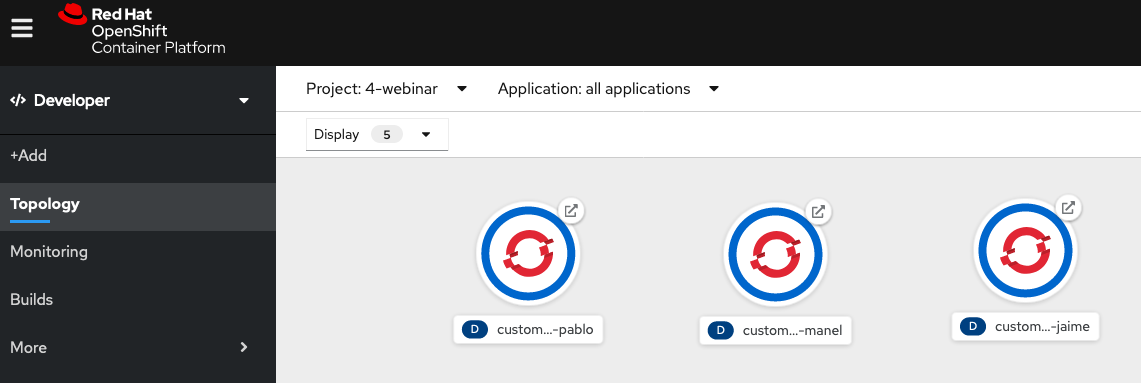 Red Hat
OpenShift
Container Platform
</> Developer
Project: 4-webinar
Application: all applications
Display 5
+Add
Topology
Monitoring
Builds
More
D custom...-pablo
D custom...-manel
D custom...-jaime